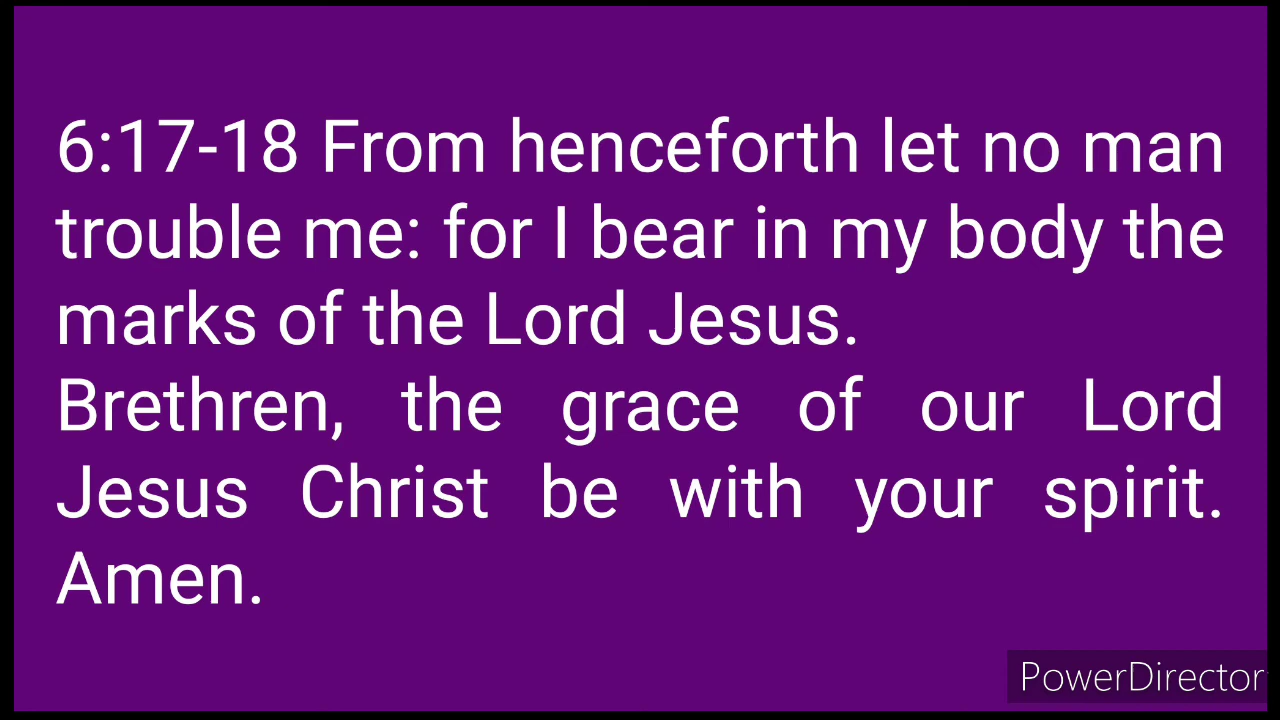 6:17-18 From henceforth let no man
trouble me: for I bear in my body the
marks of the Lord Jesus.
Brethren, the grace of our Lord
Jesus Christ be with your spirit.
Amen.
PowerDirector